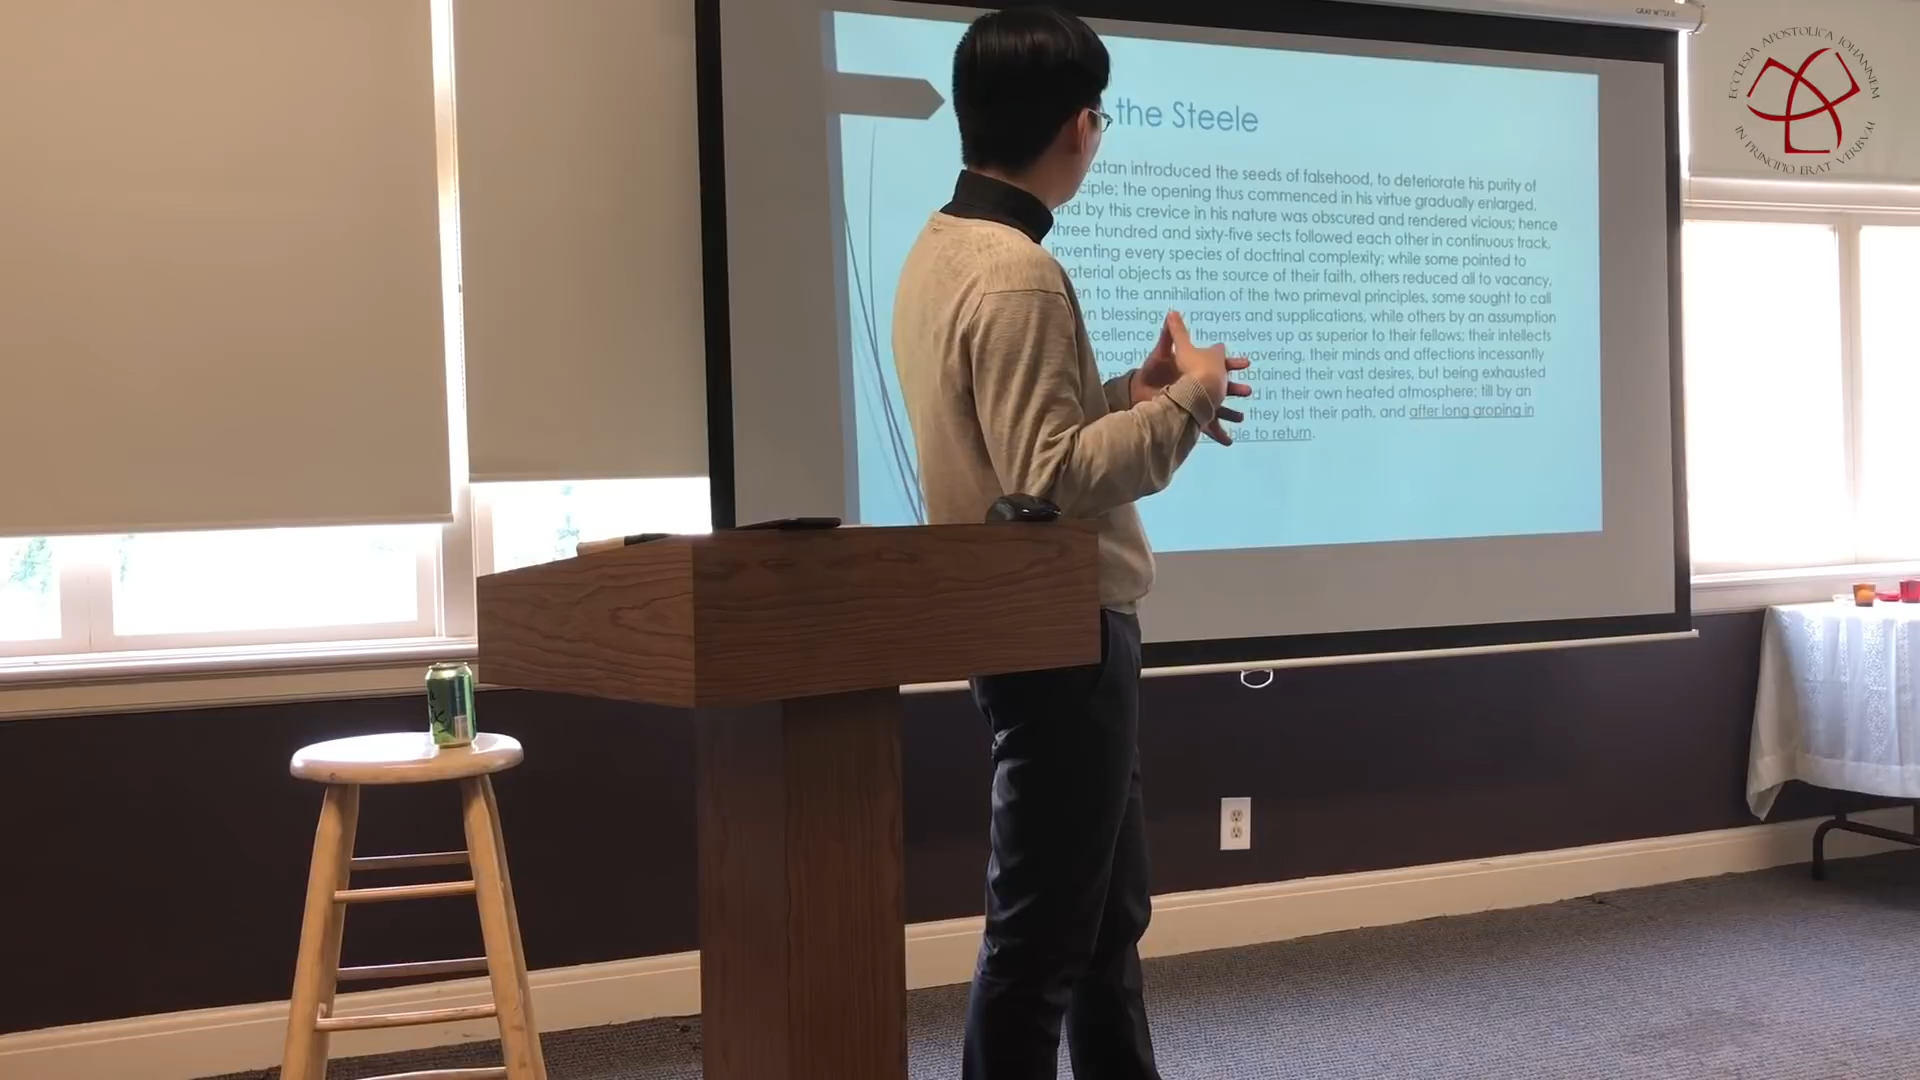 the Steele
atan introduced the seeds of falsehood, to deteriorate his purity of
ciple; the opening thus commenced in his virtue gradually enlarged,
and by this crevice in his nature was obscured and rendered vicious; hence
three hundred and sixty-five sects followed each other in continuous track,
inventing every species of doctrinal complexity; while some pointed to
aterial objects as the source of their faith, others reduced all to vacancy,
en to the annihilation of the two primeval principles, some sought to call
wn blessings by prayers and supplications, while others by an assumption
xcellence themselves up as superior to their fellows; their intellects
hought wavering, their minds and affections incessantly
obtained their vast desires, but being exhausted
ed in their own heated atmosphere; till by an
they lost their path, and after long groping in
ble to return.
ECCLESIA APOSTOLICA JOHANNEM
IN PRINCIPIO ERAT VERBVM